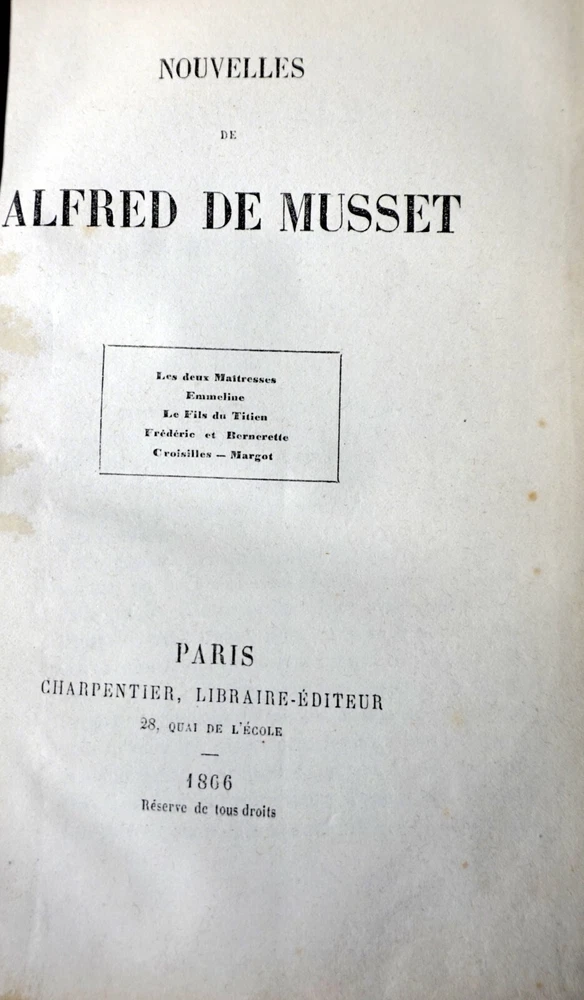 NOUVELLES
DE
ALFRED DE MUSSET
Les deux Maîtresses
Emmeline
Le Fils du Titien
Frédéric et Bernerette
Croisilles — Margot
PARIS
CHARPENTIER, LIBRAIRE-ÉDITEUR
28, QUAI DE L'ÉCOLE
1866
Réserve de tous droits